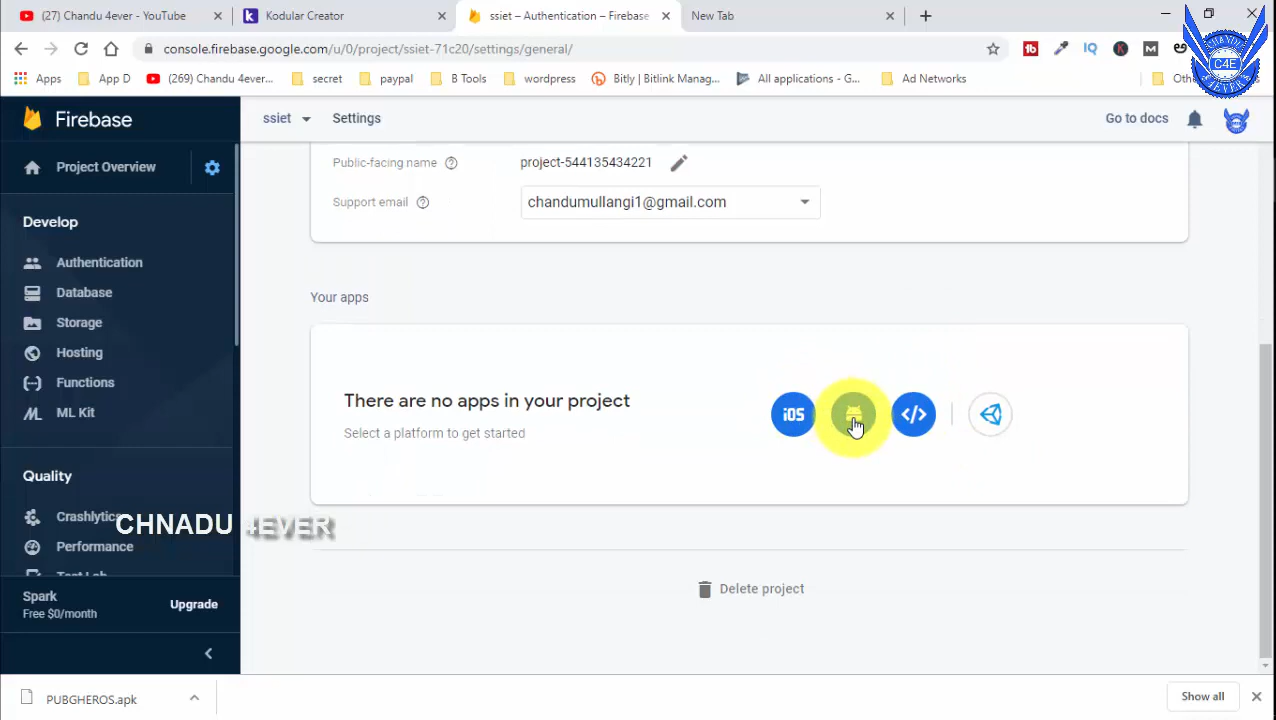 (27) Chandu 4ever - YouTube
Kodular Creator
ssiet – Authentication – Firebase
New Tab
console.firebase.google.com/u/0/project/ssiet-71c20/settings/general/
Apps
App D
(269) Chandu 4ever...
secret
paypal
B Tools
wordpress
Bitly | Bitlink Manag...
All applications - G...
Ad Networks
C4E
Firebase
ssiet
Settings
Go to docs
Project Overview
Public-facing name
project-544135434221
Support email
chandumullangi1@gmail.com
Develop
Authentication
Database
Storage
Hosting
Functions
ML Kit
Your apps
There are no apps in your project
Select a platform to get started
iOS
</>
Quality
Crashlytics
CHNADU 4EVER
Performance
Test Lab
Delete project
Spark
Free $0/month
Upgrade
PUBGHEROS.apk
Show all